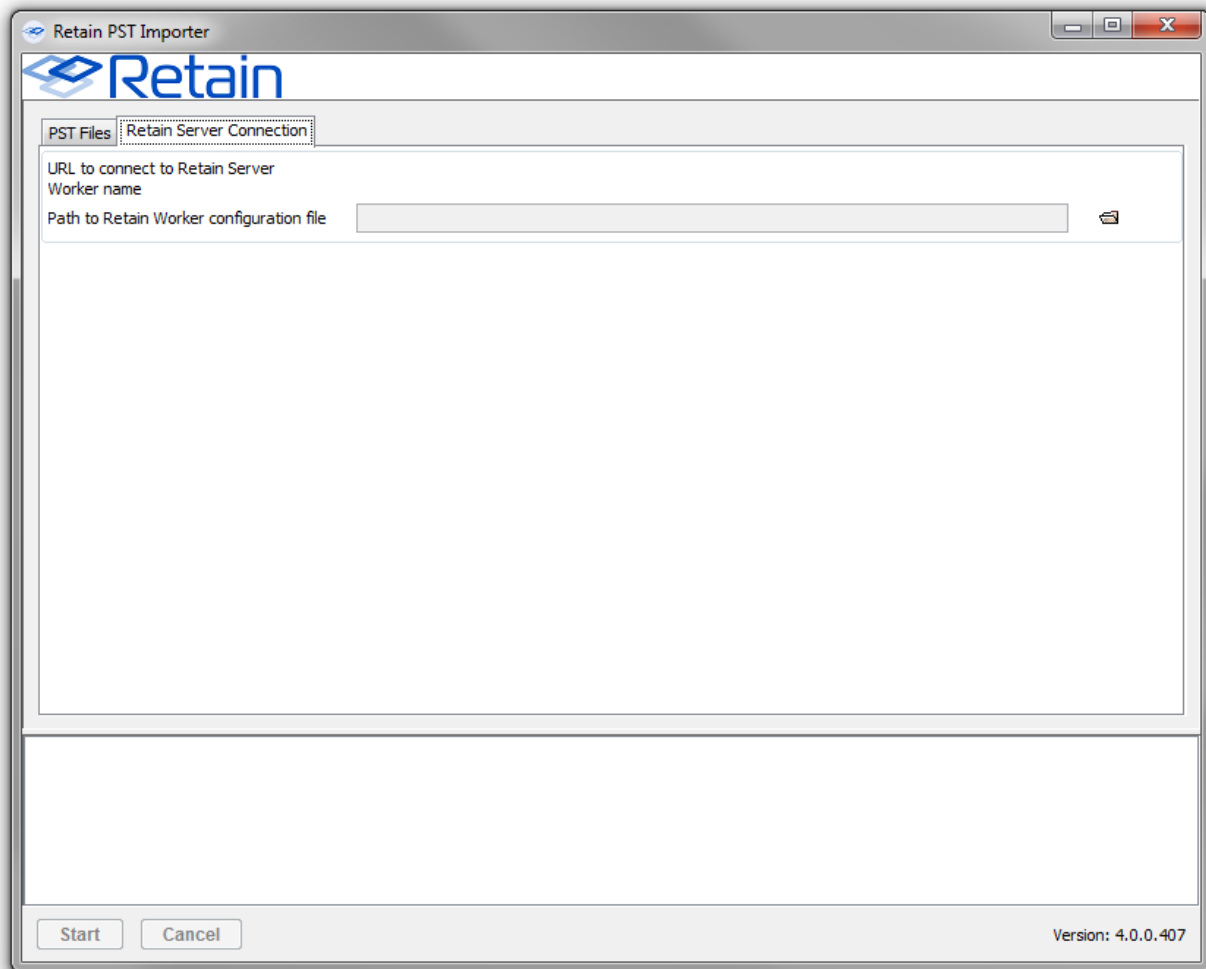 Retain PST Importer
Retain
PST Files Retain Server Connection
URL to connect to Retain Server
Worker name
Path to Retain Worker configuration file
Start Cancel Version: 4.0.0.407